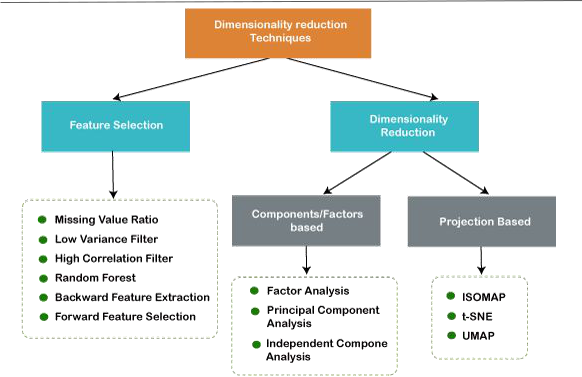 Dimensionality reduction
Techniques
Feature Selection
Dimensionality
Reduction
Missing Value Ratio
Low Variance Filter
High Correlation Filter
Random Forest
Backward Feature Extraction
Forward Feature Selection
Components/Factors
based
Projection Based
Factor Analysis
Principal Component
Analysis
Independent Compone
Analysis
ISOMAP
t-SNE
UMAP